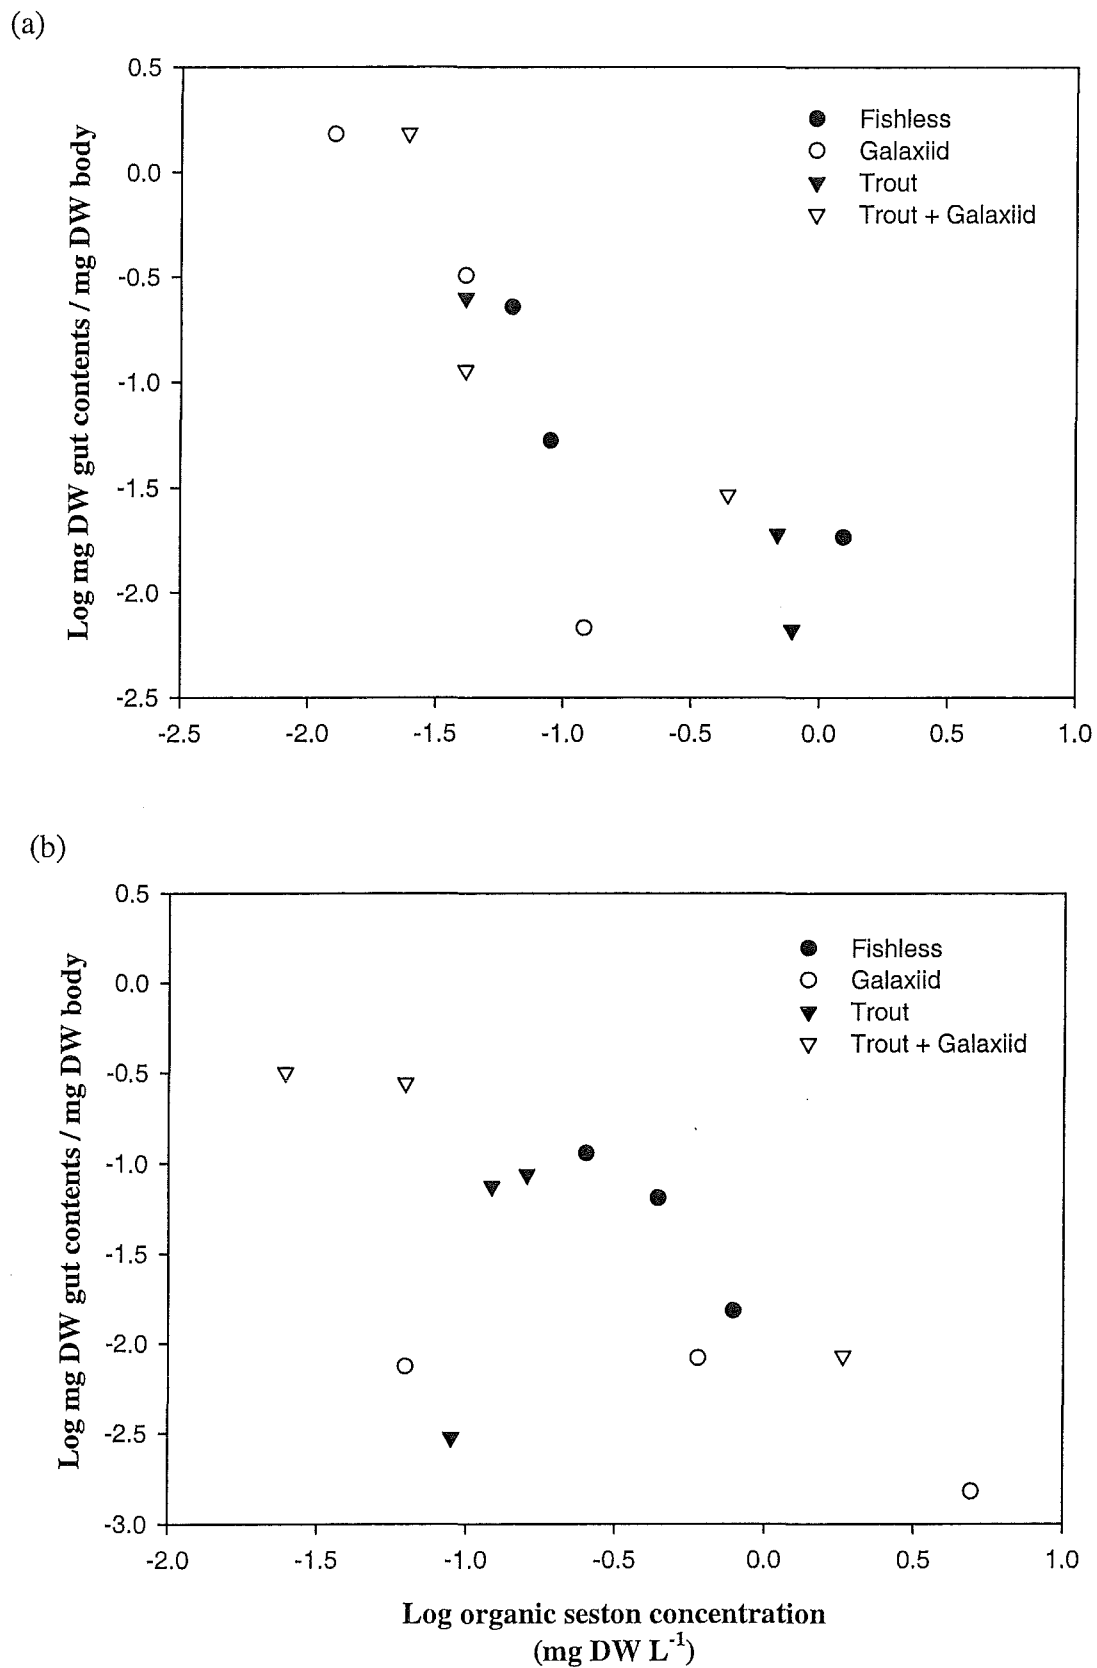 (a)
Log mg DW gut contents / mg DW body
0.5
0.0
-0.5
-1.0
-1.5
-2.0
-2.5
Fishless
Galaxiid
Trout
Trout + Galaxiid
-2.5 -2.0 -1.5 -1.0 -0.5 0.0 0.5 1.0
(b)
Log mg DW gut contents / mg DW body
0.5
0.0
-0.5
-1.0
-1.5
-2.0
-2.5
-3.0
Fishless
Galaxiid
Trout
Trout + Galaxiid
-2.0 -1.5 -1.0 -0.5 0.0 0.5 1.0
Log organic seston concentration
(mg DW L⁻¹)